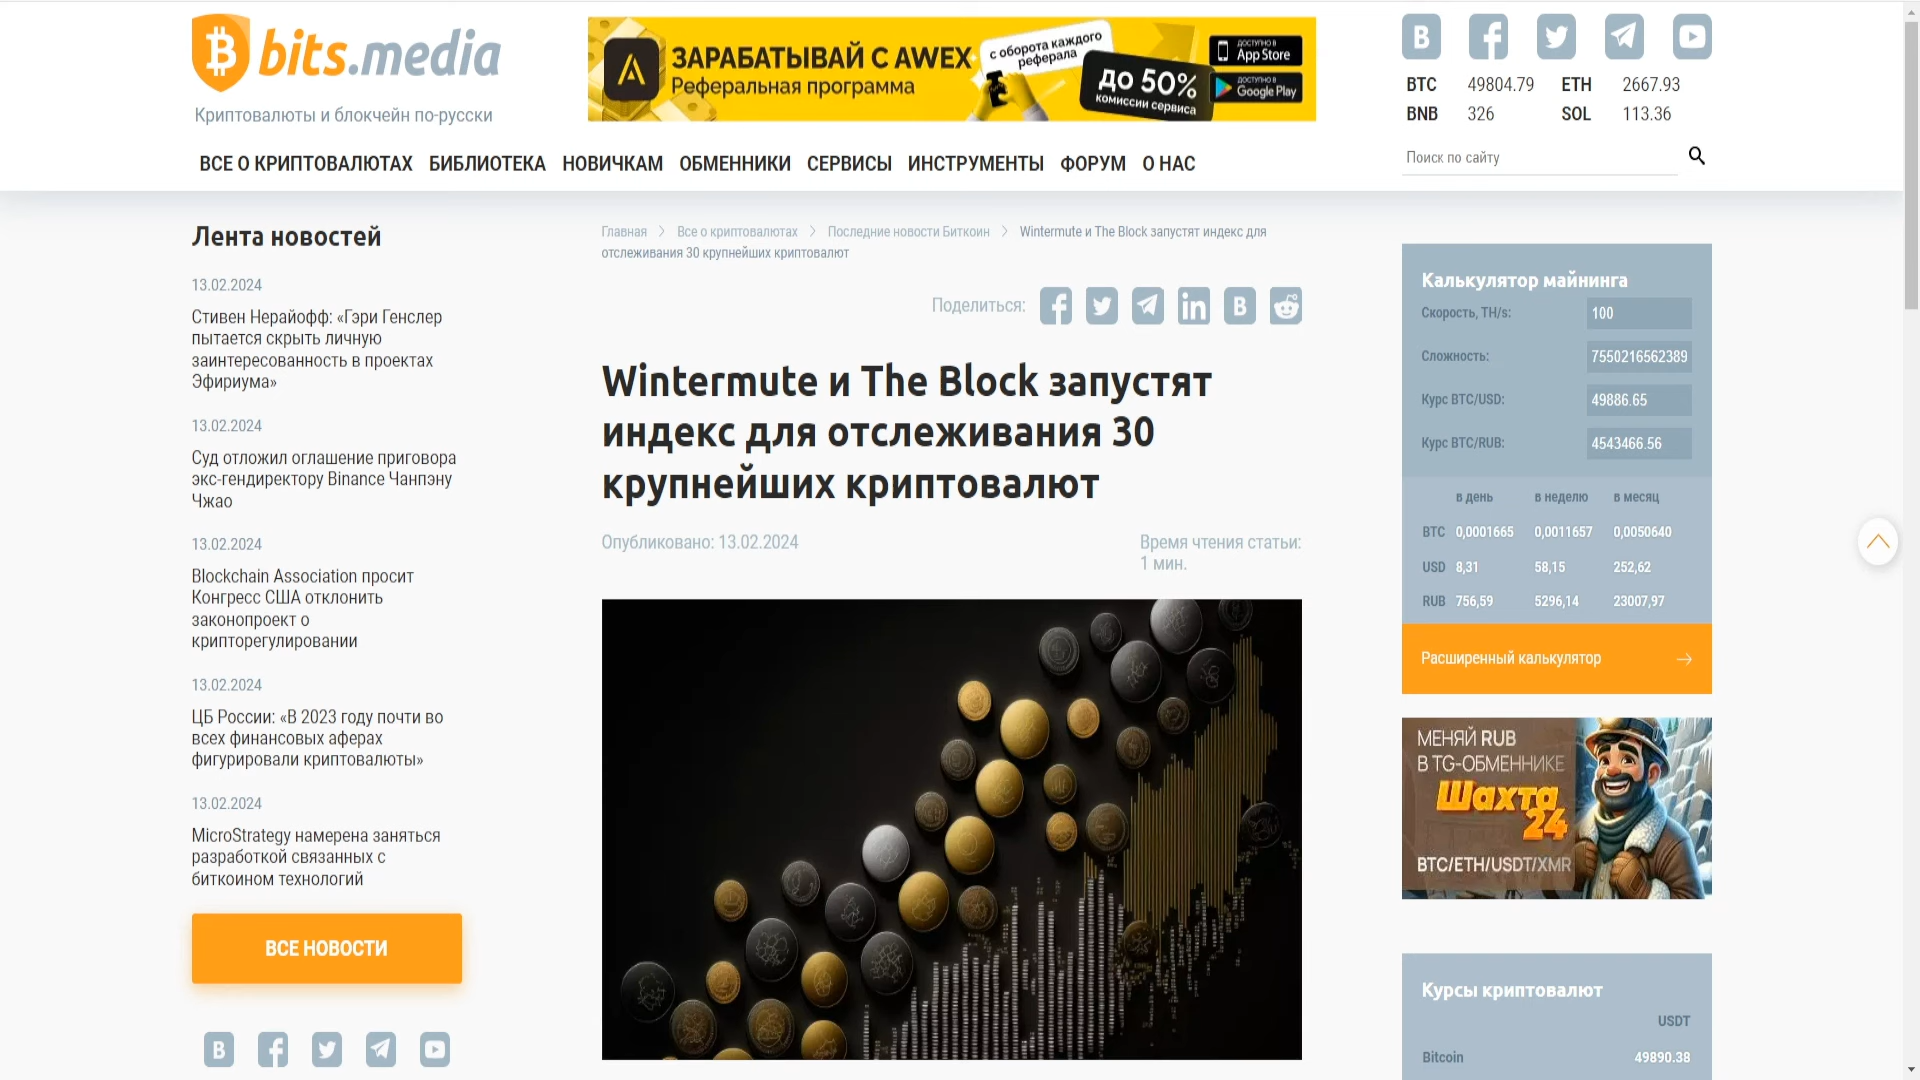 bits.media
Криптовалюты и блокчейн по-русски
ЗАРАБАТЫВАЙ С AWEX
Реферальная программа
с оборота каждого
реферала
до 50%
комиссии сервиса
ДОСТУПНО В
App Store
ДОСТУПНО В
Google Play
BTC 49804.79 ETH 2667.93
BNB 326 SOL 113.36
Поиск по сайту
ВСЕ О КРИПТОВАЛЮТАХ БИБЛИОТЕКА НОВИЧКАМ ОБМЕННИКИ СЕРВИСЫ ИНСТРУМЕНТЫ ФОРУМ О НАС
Лента новостей
13.02.2024
Стивен Нерайофф: «Гэри Генслер
пытается скрыть личную
заинтересованность в проектах
Эфириума»
13.02.2024
Суд отложил оглашение приговора
экс-гендиректору Binance Чанпэну
Чжао
13.02.2024
Blockchain Association просит
Конгресс США отклонить
законопроект о
крипторегулировании
13.02.2024
ЦБ России: «В 2023 году почти во
всех финансовых аферах
фигурировали криптовалюты»
13.02.2024
MicroStrategy намерена заняться
разработкой связанных с
биткоином технологий
ВСЕ НОВОСТИ
Главная Все о криптовалютах Последние новости Биткоин Wintermute и The Block запустят индекс для
отслеживания 30 крупнейших криптовалют
Поделиться:
Wintermute и The Block запустят
индекс для отслеживания 30
крупнейших криптовалют
Опубликовано: 13.02.2024
Время чтения статьи:
1 мин.
Калькулятор майнинга
Скорость, TH/s: 100
Сложность: 7550216562389
Курс BTC/USD: 49886.65
Курс BTC/RUB: 4543466.56
в день в неделю в месяц
BTC 0,0001665 0,0011657 0,0050640
USD 8,31 58,15 252,62
RUB 756,59 5296,14 23007,97
Расширенный калькулятор
МЕНЯЙ RUB
В TG-ОБМЕННИКЕ
Шахта
24
BTC/ETH/USDT/XMR
Курсы криптовалют
USDT
Bitcoin 49890.38